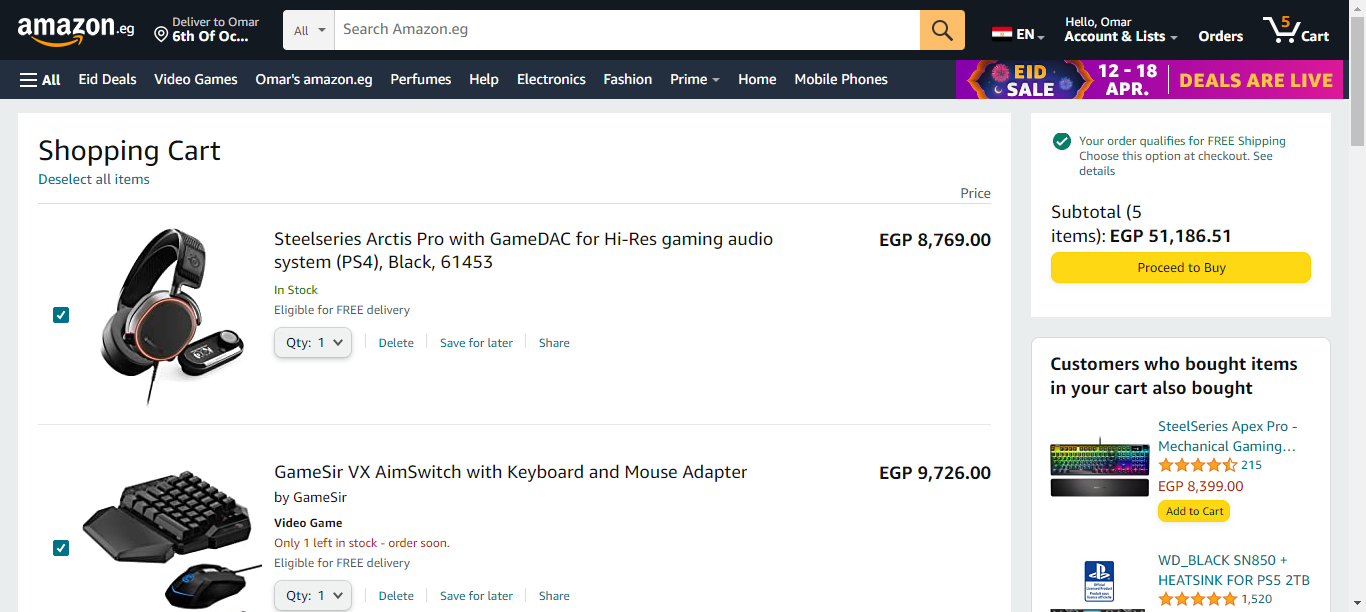 amazon.eg
Deliver to Omar
6th Of Oc...
All
Search Amazon.eg
EN
Hello, Omar
Account & Lists
Orders
5
Cart
All
Eid Deals
Video Games
Omar's amazon.eg
Perfumes
Help
Electronics
Fashion
Prime
Home
Mobile Phones
EID
SALE
12 - 18
APR.
DEALS ARE LIVE
Shopping Cart
Deselect all items
Price
Steelseries Arctis Pro with GameDAC for Hi-Res gaming audio
system (PS4), Black, 61453
EGP 8,769.00
In Stock
Eligible for FREE delivery
Qty: 1
Delete
Save for later
Share
GameSir VX AimSwitch with Keyboard and Mouse Adapter
EGP 9,726.00
by GameSir
Video Game
Only 1 left in stock - order soon.
Eligible for FREE delivery
Qty: 1
Delete
Save for later
Share
Your order qualifies for FREE Shipping
Choose this option at checkout. See
details
Subtotal (5
items): EGP 51,186.51
Proceed to Buy
Customers who bought items
in your cart also bought
SteelSeries Apex Pro -
Mechanical Gaming...
215
EGP 8,399.00
Add to Cart
WD_BLACK SN850 +
HEATSINK FOR PS5 2TB
1,520